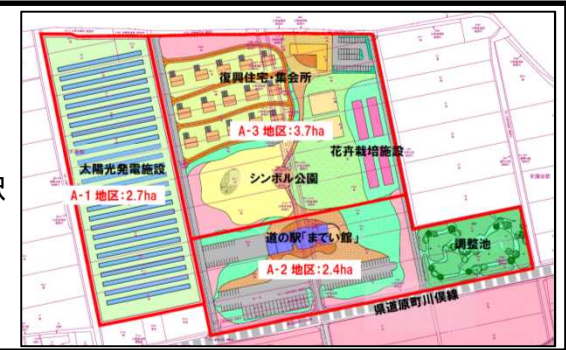 復興住宅・集会所
A-3 地区:3.7ha
花卉栽培施設
太陽光発電施設
A-1 地区:2.7ha
シンボル公園
道の駅「までい館」
A-2 地区:2.4ha
調整池
県道原町川俣線
駅